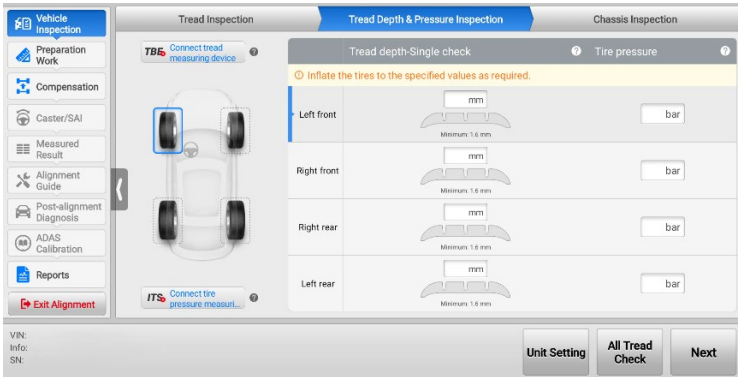 Vehicle
Inspection
Preparation
Work
Compensation
Caster/SAI
Measured
Result
Alignment
Guide
Post-alignment
Diagnosis
ADAS
Calibration
Reports
Exit Alignment
Tread Inspection
Tread Depth & Pressure Inspection
Chassis Inspection
TBE
Connect tread
measuring device
?
Tread depth-Single check
?
Tire pressure
?
Inflate the tires to the specified values as required.
Left front
mm
Minimum: 1.6 mm
bar
Right front
mm
Minimum: 1.6 mm
bar
Right rear
mm
Minimum: 1.6 mm
bar
Left rear
mm
Minimum: 1.6 mm
bar
ITS
Connect tire
pressure measuri...
?
VIN:
Info:
SN:
Unit Setting
All Tread
Check
Next